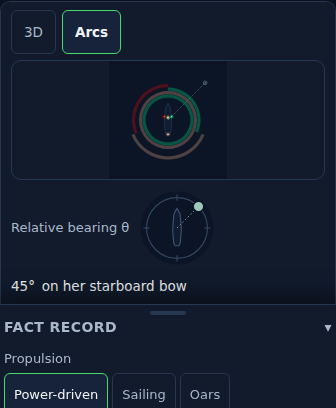 3D Arcs
Relative bearing θ
45° on her starboard bow
FACT RECORD ▼
Propulsion
Power-driven Sailing Oars